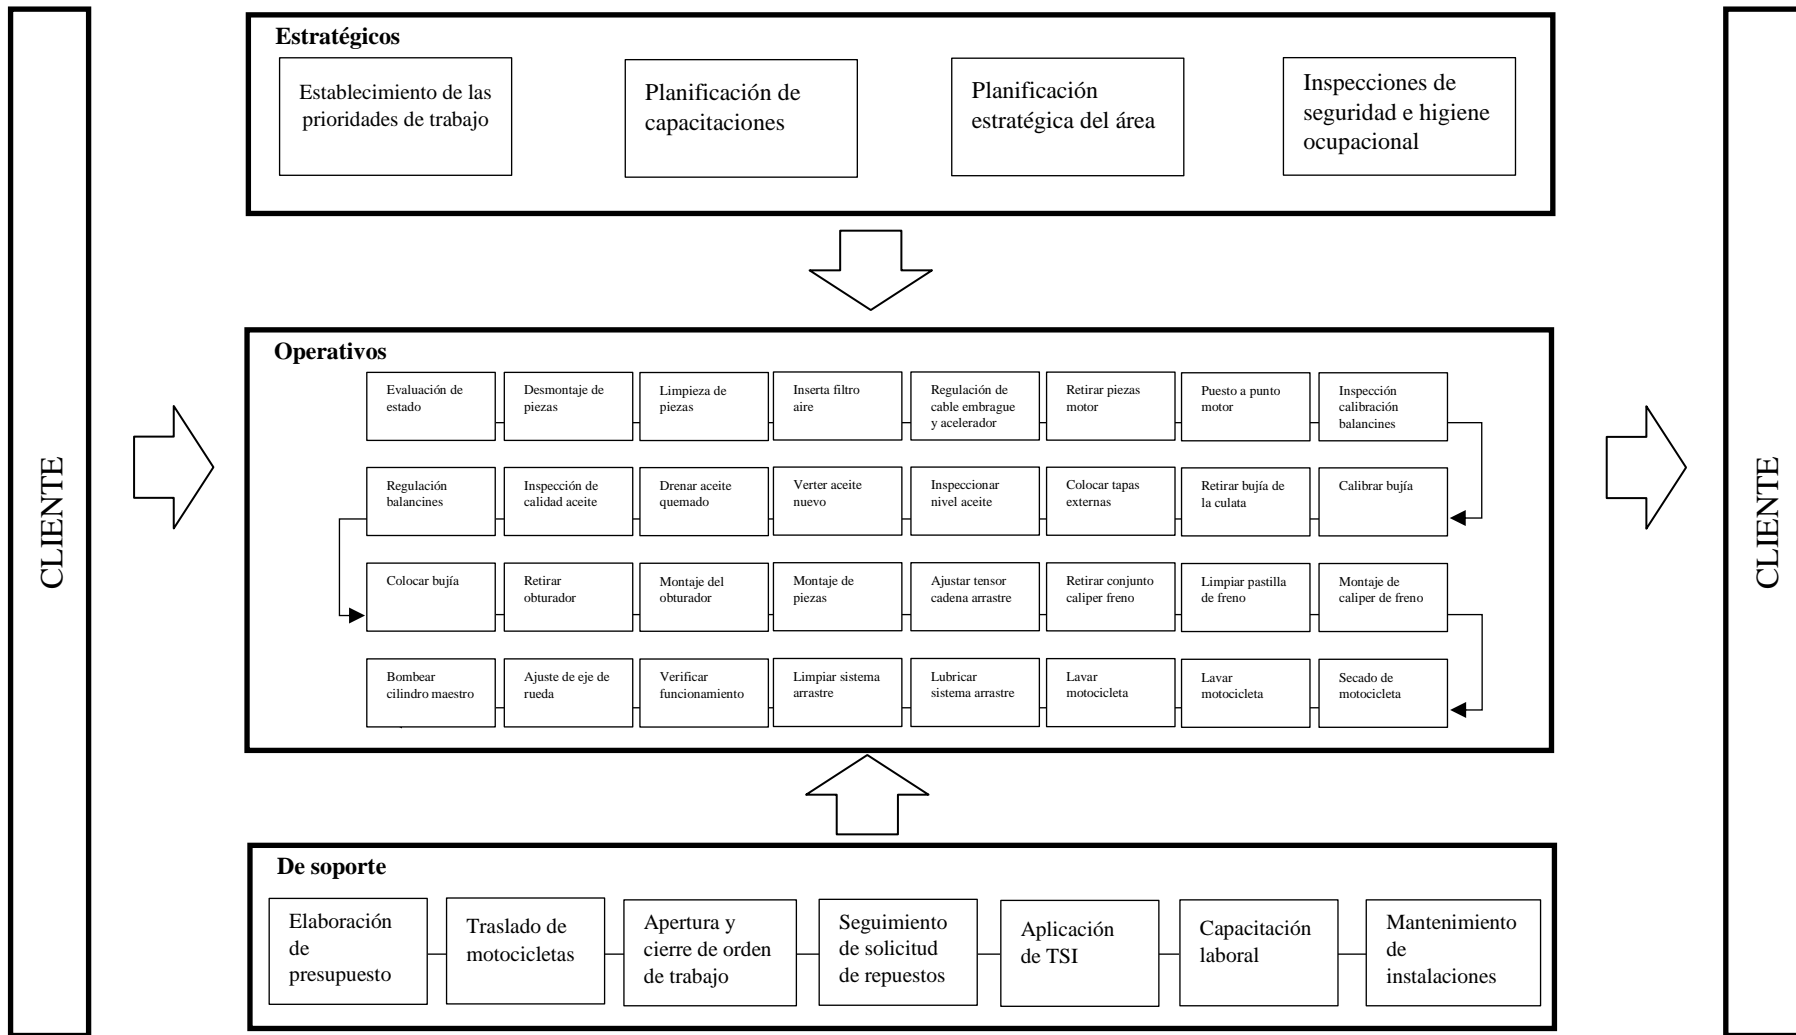 CLIENTE
Estratégicos
Establecimiento de las
prioridades de trabajo
Planificación de
capacitaciones
Planificación
estratégica del área
Inspecciones de
seguridad e higiene
ocupacional
Operativos
Evaluación de
estado
Desmontaje de
piezas
Limpieza de
piezas
Inserta filtro
aire
Regulación de
cable embrague
y acelerador
Retirar piezas
motor
Puesto a punto
motor
Inspección
calibración
balancines
Regulación
balancines
Inspección de
calidad aceite
Drenar aceite
quemado
Verter aceite
nuevo
Inspeccionar
nivel aceite
Colocar tapas
externas
Retirar bujía de
la culata
Calibrar bujía
Colocar bujía
Retirar
obturador
Montaje del
obturador
Montaje de
piezas
Ajustar tensor
cadena arrastre
Retirar conjunto
caliper freno
Limpiar pastilla
de freno
Montaje de
caliper de freno
Bombear
cilindro maestro
Ajuste de eje de
rueda
Verificar
funcionamiento
Limpiar sistema
arrastre
Lubricar
sistema arrastre
Lavar
motocicleta
Lavar
motocicleta
Secado de
motocicleta
De soporte
Elaboración
de
presupuesto
Traslado de
motocicletas
Apertura y
cierre de orden
de trabajo
Seguimiento
de solicitud
de repuestos
Aplicación
de TSI
Capacitación
laboral
Mantenimiento
de
instalaciones
CLIENTE